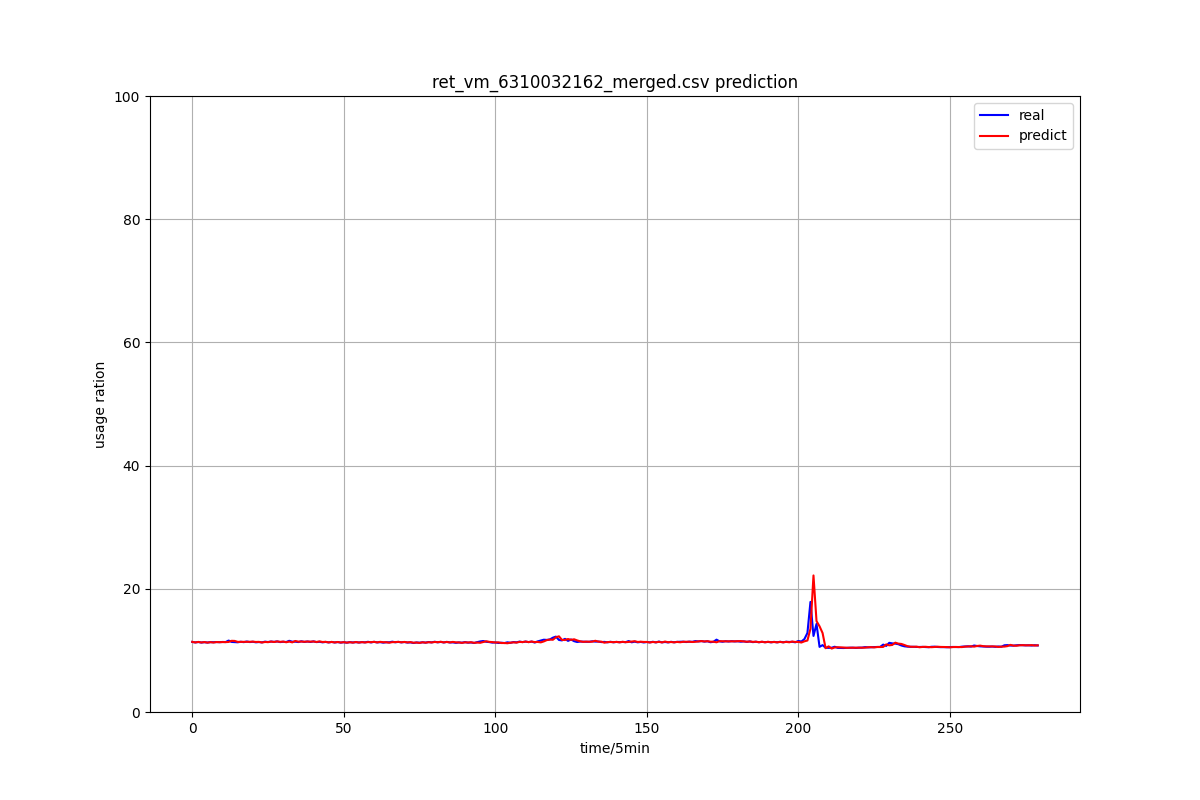 ret_vm_6310032162_merged.csv prediction
100
80
60
40
20
0
usage ration
real
predict
0 50 100 150 200 250
time/5min